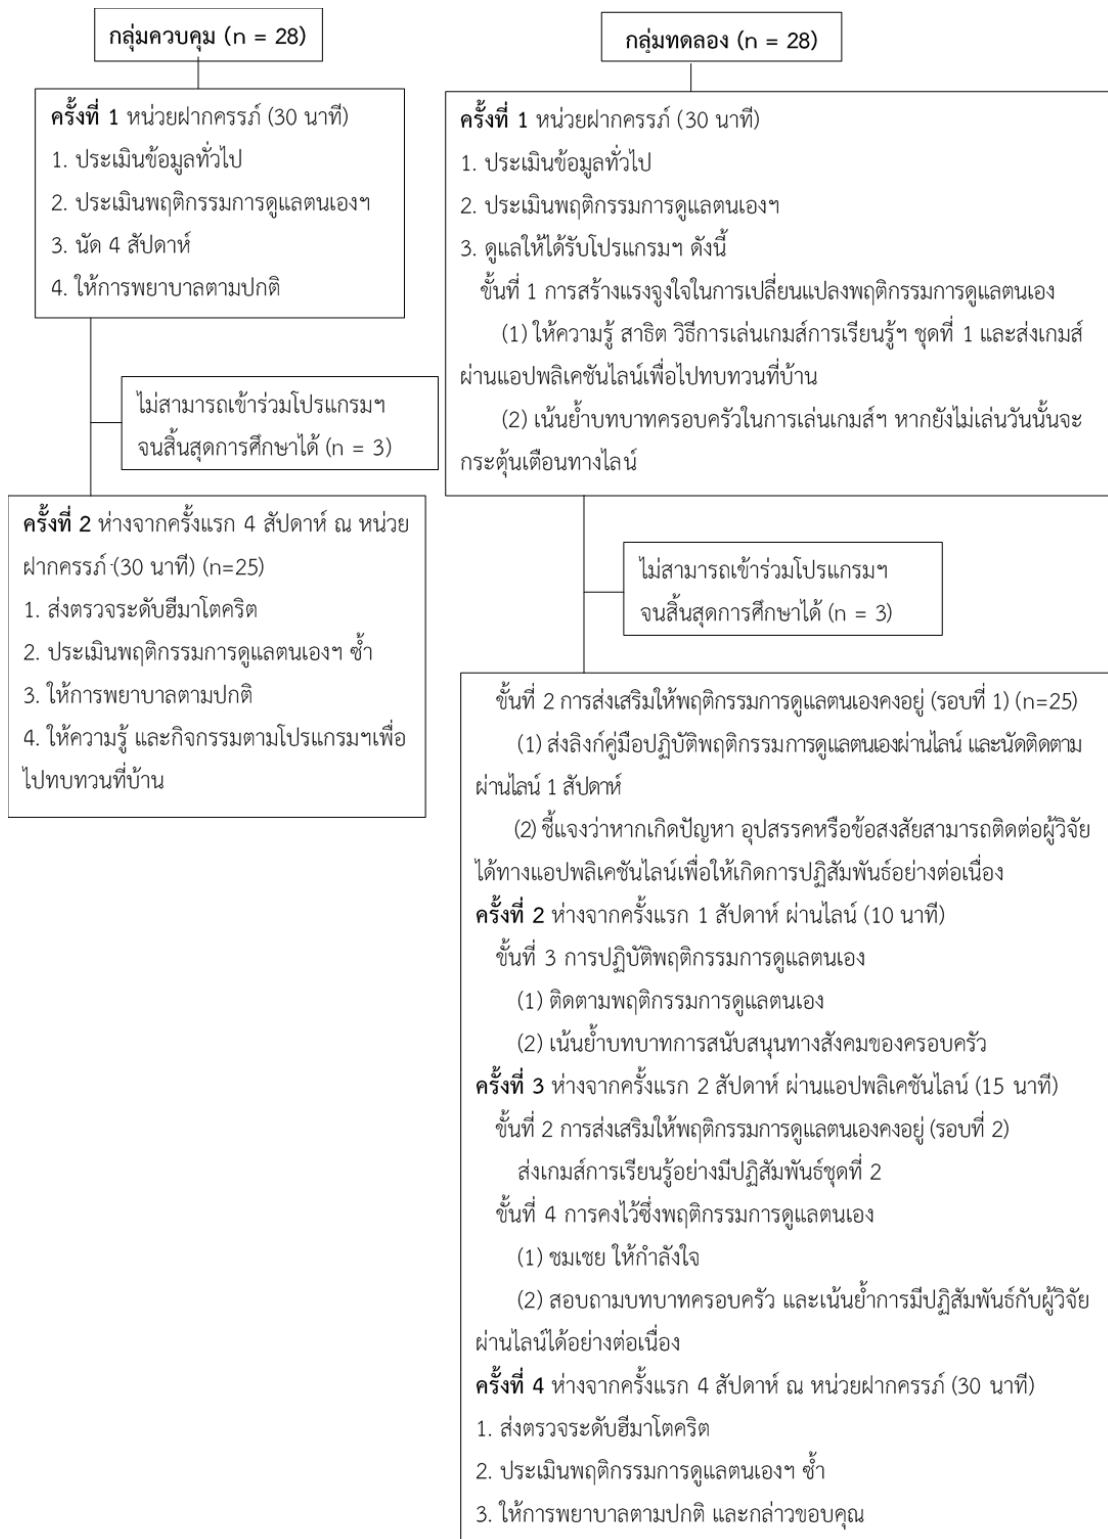 กลุ่มควบคุม (n = 28)
ครั้งที่ 1 หน่วยฝากครรภ์ (30 นาที)
1. ประเมินข้อมูลทั่วไป
2. ประเมินพฤติกรรมการดูแลตนเองฯ
3. นัด 4 สัปดาห์
4. ให้การพยาบาลตามปกติ
ไม่สามารถเข้าร่วมโปรแกรมฯ
จนสิ้นสุดการศึกษาได้ (n = 3)
ครั้งที่ 2 ห่างจากครั้งแรก 4 สัปดาห์ ณ หน่วย
ฝากครรภ์ (30 นาที) (n=25)
1. ส่งตรวจระดับฮีมาโตคริต
2. ประเมินพฤติกรรมการดูแลตนเองฯ ซ้ำ
3. ให้การพยาบาลตามปกติ
4. ให้ความรู้ และกิจกรรมตามโปรแกรมฯเพื่อ
ไปทบทวนที่บ้าน
กลุ่มทดลอง (n = 28)
ครั้งที่ 1 หน่วยฝากครรภ์ (30 นาที)
1. ประเมินข้อมูลทั่วไป
2. ประเมินพฤติกรรมการดูแลตนเองฯ
3. ดูแลให้ได้รับโปรแกรมฯ ดังนี้
ขั้นที่ 1 การสร้างแรงจูงใจในการเปลี่ยนแปลงพฤติกรรมการดูแลตนเอง
(1) ให้ความรู้ สาธิต วิธีการเล่นเกมส์การเรียนรู้ฯ ชุดที่ 1 และส่งเกมส์
ผ่านแอปพลิเคชันไลน์เพื่อไปทบทวนที่บ้าน
(2) เน้นย้ำบทบาทครอบครัวในการเล่นเกมส์ฯ หากยังไม่เล่นวันนั้นจะ
กระตุ้นเตือนทางไลน์
ไม่สามารถเข้าร่วมโปรแกรมฯ
จนสิ้นสุดการศึกษาได้ (n = 3)
ขั้นที่ 2 การส่งเสริมให้พฤติกรรมการดูแลตนเองคงอยู่ (รอบที่ 1) (n=25)
(1) ส่งลิงก์คู่มือปฏิบัติพฤติกรรมการดูแลตนเองผ่านไลน์ และนัดติดตาม
ผ่านไลน์ 1 สัปดาห์
(2) ชี้แจงว่าหากเกิดปัญหา อุปสรรคหรือข้อสงสัยสามารถติดต่อผู้วิจัย
ได้ทางแอปพลิเคชันไลน์เพื่อให้เกิดการปฏิสัมพันธ์อย่างต่อเนื่อง
ครั้งที่ 2 ห่างจากครั้งแรก 1 สัปดาห์ ผ่านไลน์ (10 นาที)
ขั้นที่ 3 การปฏิบัติพฤติกรรมการดูแลตนเอง
(1) ติดตามพฤติกรรมการดูแลตนเอง
(2) เน้นย้ำบทบาทการสนับสนุนทางสังคมของครอบครัว
ครั้งที่ 3 ห่างจากครั้งแรก 2 สัปดาห์ ผ่านแอปพลิเคชันไลน์ (15 นาที)
ขั้นที่ 2 การส่งเสริมให้พฤติกรรมการดูแลตนเองคงอยู่ (รอบที่ 2)
ส่งเกมส์การเรียนรู้อย่างมีปฏิสัมพันธ์ชุดที่ 2
ขั้นที่ 4 การคงไว้ซึ่งพฤติกรรมการดูแลตนเอง
(1) ชมเชย ให้กำลังใจ
(2) สอบถามบทบาทครอบครัว และเน้นย้ำการมีปฏิสัมพันธ์กับผู้วิจัย
ผ่านไลน์ได้อย่างต่อเนื่อง
ครั้งที่ 4 ห่างจากครั้งแรก 4 สัปดาห์ ณ หน่วยฝากครรภ์ (30 นาที)
1. ส่งตรวจระดับฮีมาโตคริต
2. ประเมินพฤติกรรมการดูแลตนเองฯ ซ้ำ
3. ให้การพยาบาลตามปกติ และกล่าวขอบคุณ